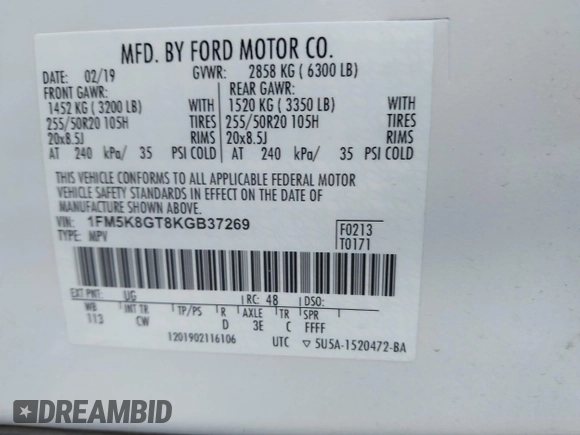 MFD. BY FORD MOTOR CO.
DATE: 02/19 GVWR: 2858 KG ( 6300 LB)
FRONT GAWR: REAR GAWR:
1452 KG ( 3200 LB) WITH 1520 KG ( 3350 LB) WITH
255/50R20 105H TIRES 255/50R20 105H TIRES
20x8.5J RIMS 20x8.5J RIMS
AT 240 kPa/ 35 PSI COLD AT 240 kPa/ 35 PSI COLD
THIS VEHICLE CONFORMS TO ALL APPLICABLE FEDERAL MOTOR
VEHICLE SAFETY STANDARDS IN EFFECT ON THE DATE OF
MANUFACTURE SHOWN ABOVE.
VIN: 1FM5K8GT8KGB37269 F0213
TYPE: MPV T0171
EXT PNT: UG RC: 48 DSO:
WB INT TR TP/PS R AXLE TR SPR
113 CW D 3E C FFFF
1201902116106 UTC ▽ 5U5A-1520472-BA
DREAMBID